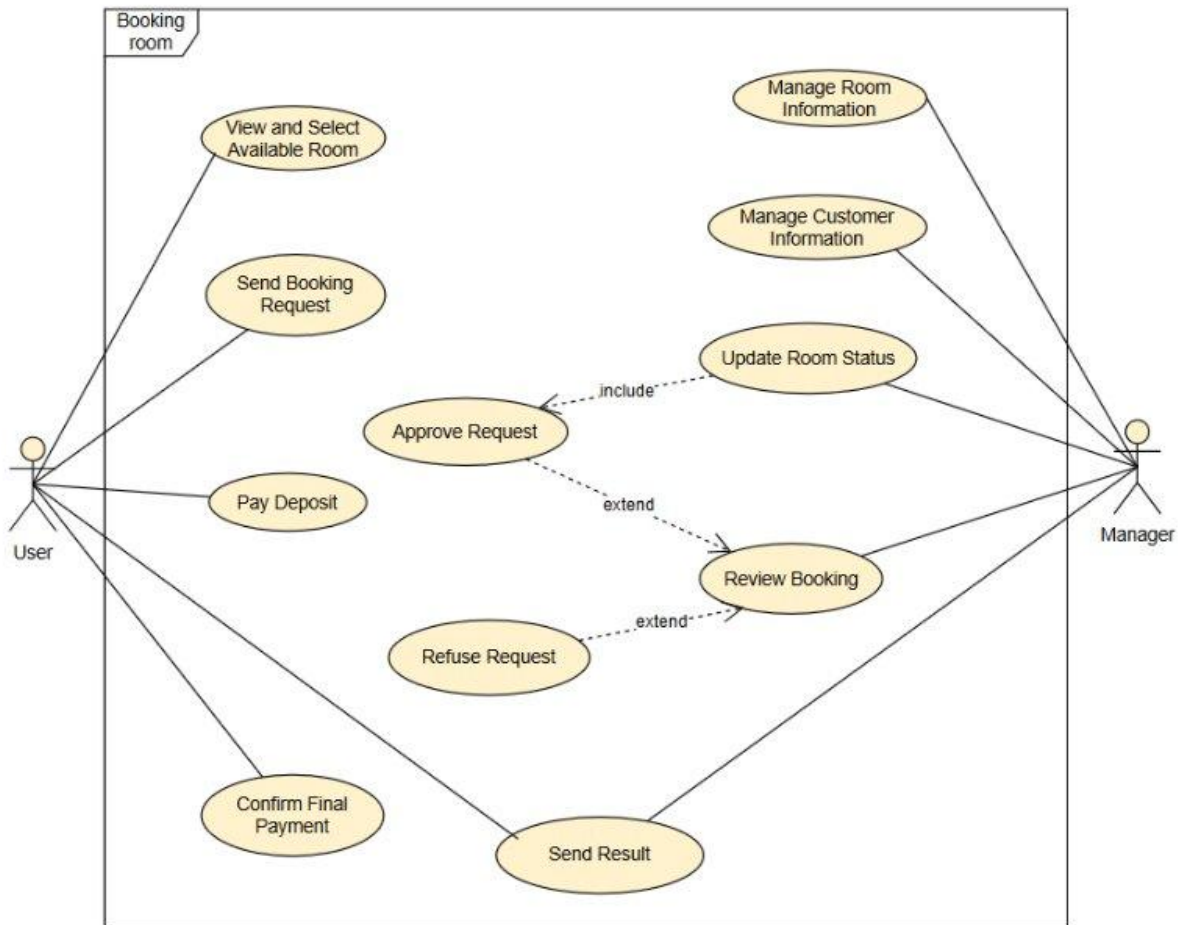 Booking
room
View and Select
Available Room
Manage Room
Information
Manage Customer
Information
Send Booking
Request
Update Room Status
include
Approve Request
Pay Deposit
extend
User
Manager
Review Booking
extend
Refuse Request
Confirm Final
Payment
Send Result